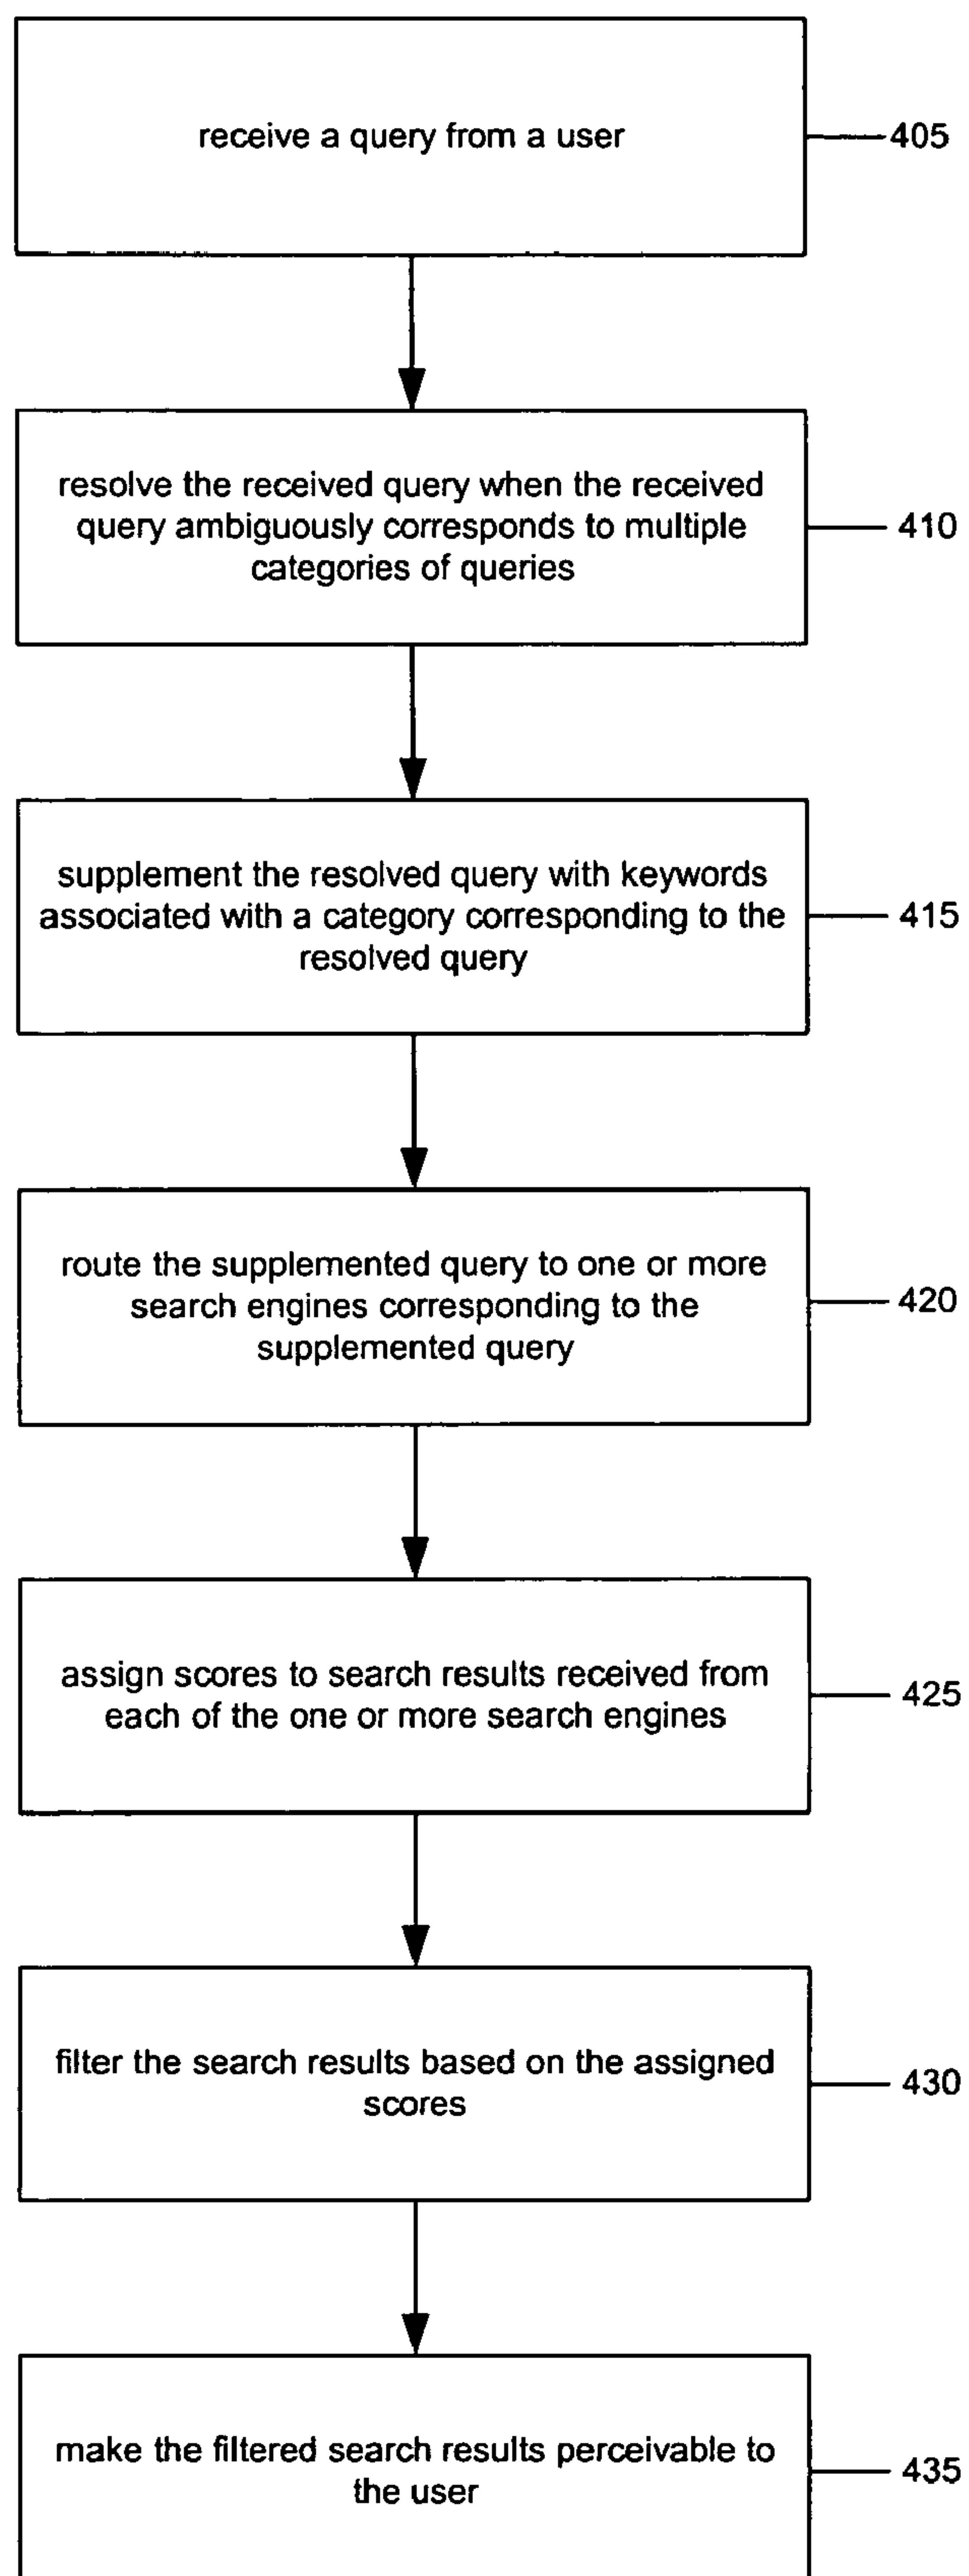 receive a query from a user
405
resolve the received query when the received
query ambiguously corresponds to multiple
categories of queries
410
supplement the resolved query with keywords
associated with a category corresponding to the
resolved query
415
route the supplemented query to one or more
search engines corresponding to the
supplemented query
420
assign scores to search results received from
each of the one or more search engines
425
filter the search results based on the assigned
scores
430
make the filtered search results perceivable to
the user
435